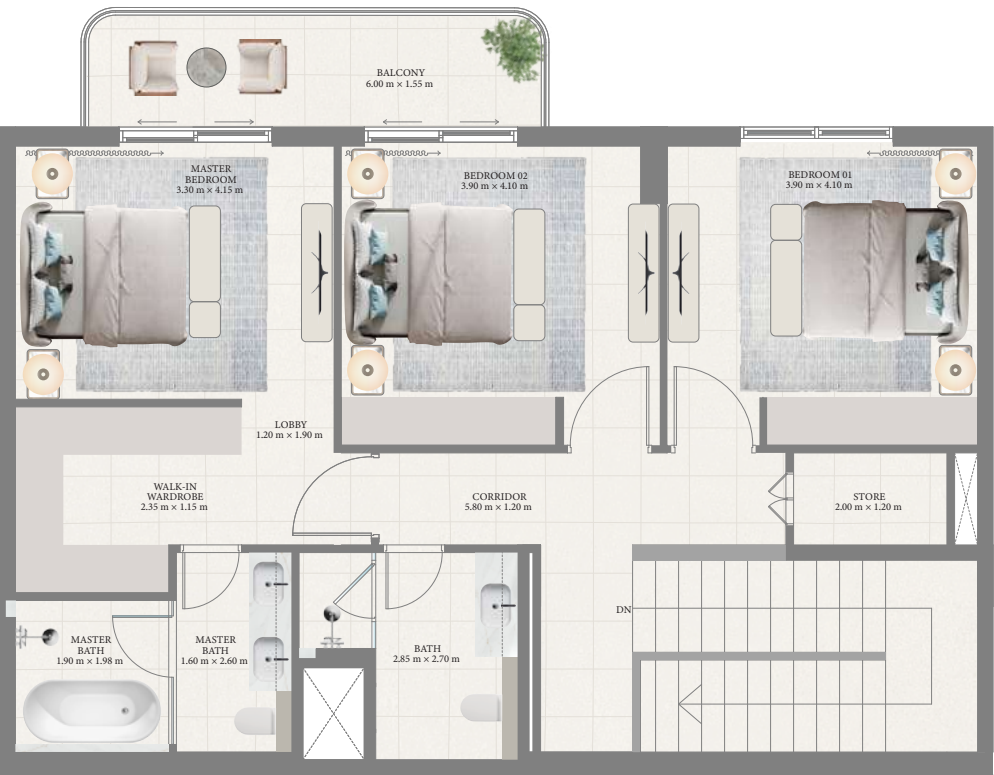 BALCONY
6.00 m × 1.55 m
MASTER
BEDROOM
3.30 m × 4.15 m
BEDROOM 02
3.90 m × 4.10 m
BEDROOM 01
3.90 m × 4.10 m
LOBBY
1.20 m × 1.90 m
WALK-IN
WARDROBE
2.35 m × 1.15 m
CORRIDOR
5.80 m × 1.20 m
STORE
2.00 m × 1.20 m
DN
MASTER
BATH
1.90 m × 1.98 m
MASTER
BATH
1.60 m × 2.60 m
BATH
2.85 m × 2.70 m